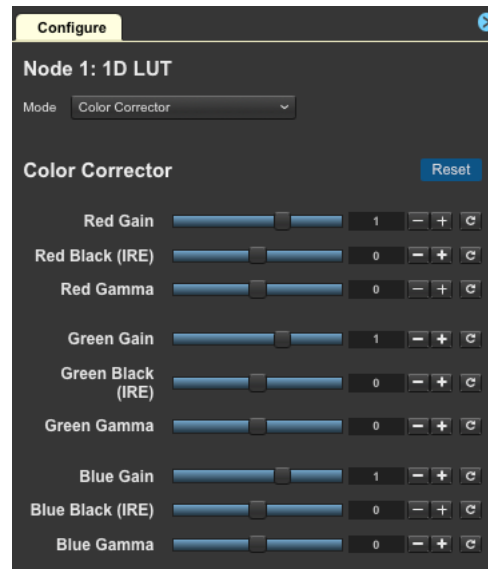 Configure
Node 1: 1D LUT
Mode Color Corrector
Color Corrector Reset
Red Gain 1
Red Black (IRE) 0
Red Gamma 0
Green Gain 1
Green Black
(IRE) 0
Green Gamma 0
Blue Gain 1
Blue Black (IRE) 0
Blue Gamma 0